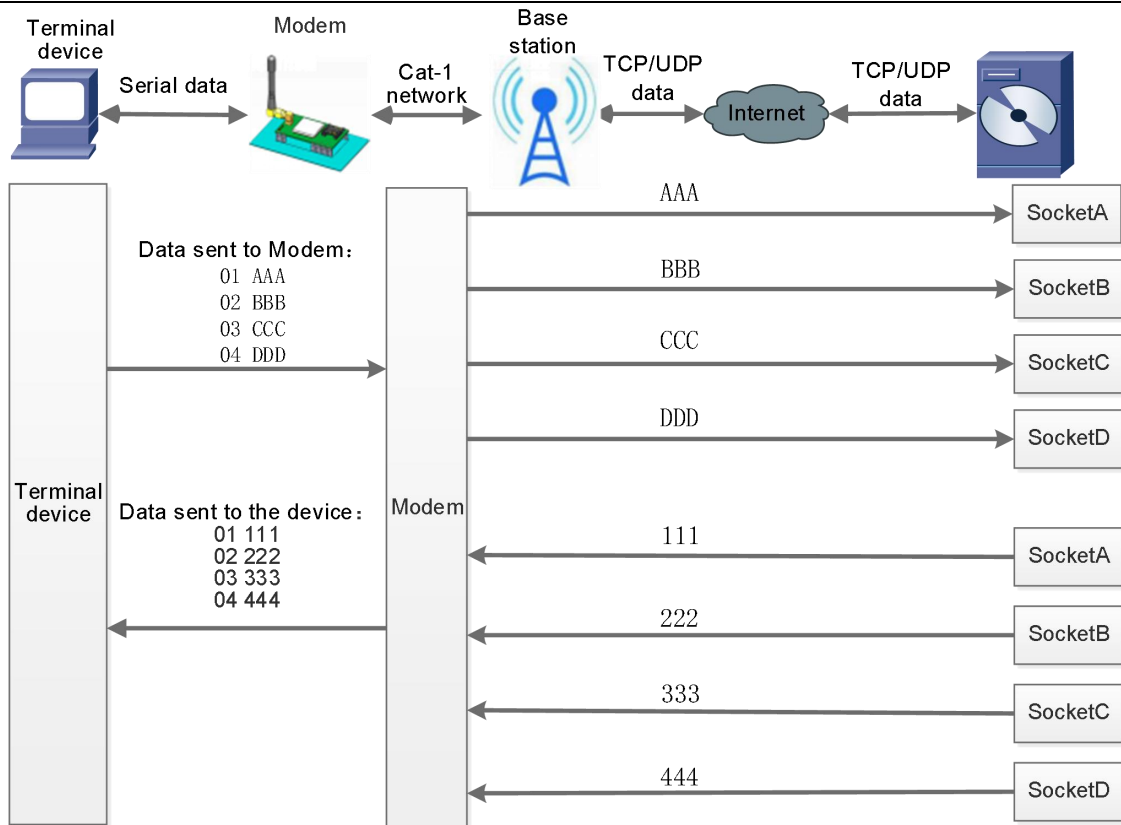 Terminal
device
Serial data
Modem
Cat-1
network
Base
station
TCP/UDP
data
Internet
TCP/UDP
data
Data sent to Modem：
01 AAA
02 BBB
03 CCC
04 DDD
AAA
SocketA
BBB
SocketB
CCC
SocketC
DDD
SocketD
Terminal
device
Data sent to the device：
01 111
02 222
03 333
04 444
Modem
111
SocketA
222
SocketB
333
SocketC
444
SocketD